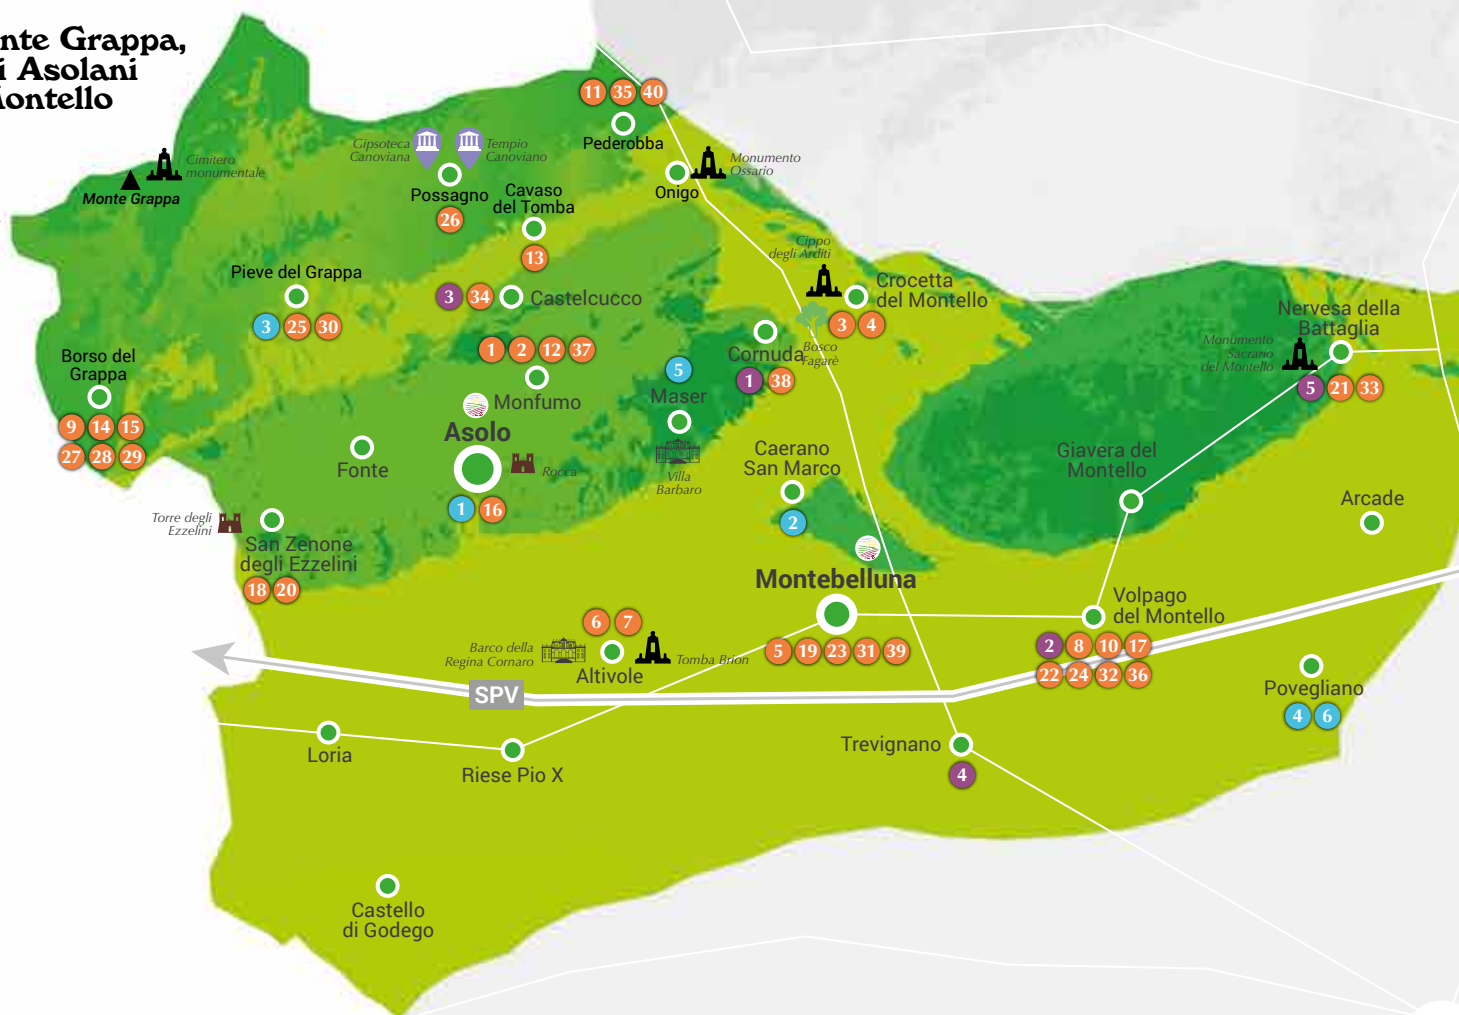 nte Grappa,
i Asolani
Montello
11 35 40
Pederobba
Gipsoteca
Canoviana
Tempio
Canoviano
Possagno
26
Cavaso
del Tomba
13
Onigo
Monumento
Ossario
Cimitero
monumentale
Monte Grappa
Cippo
degli Arditi
Crocetta
del Montello
3 4
Bosco
Fagarè
Pieve del Grappa
3 25 30
3 34
Castelcucco
1 2 12 37
Monfumo
Cornuda
1 38
Nervesa della
Battaglia
Monumento
Sacrario
del Montello
5 21 33
Borso del
Grappa
9 14 15
27 28 29
5
Maser
Villa
Barbaro
Asolo
Rocca
1 16
Fonte
Caerano
San Marco
2
Giavera del
Montello
Arcade
Torre degli
Ezzelini
San Zenone
degli Ezzelini
18 20
Montebelluna
5 19 23 31 39
Volpago
del Montello
2 8 10 17
22 24 32 36
6 7
Barco della
Regina Cornaro
Altivole
Tomba Brion
SPV
Povegliano
4 6
Loria
Riese Pio X
Trevignano
4
Castello
di Godego